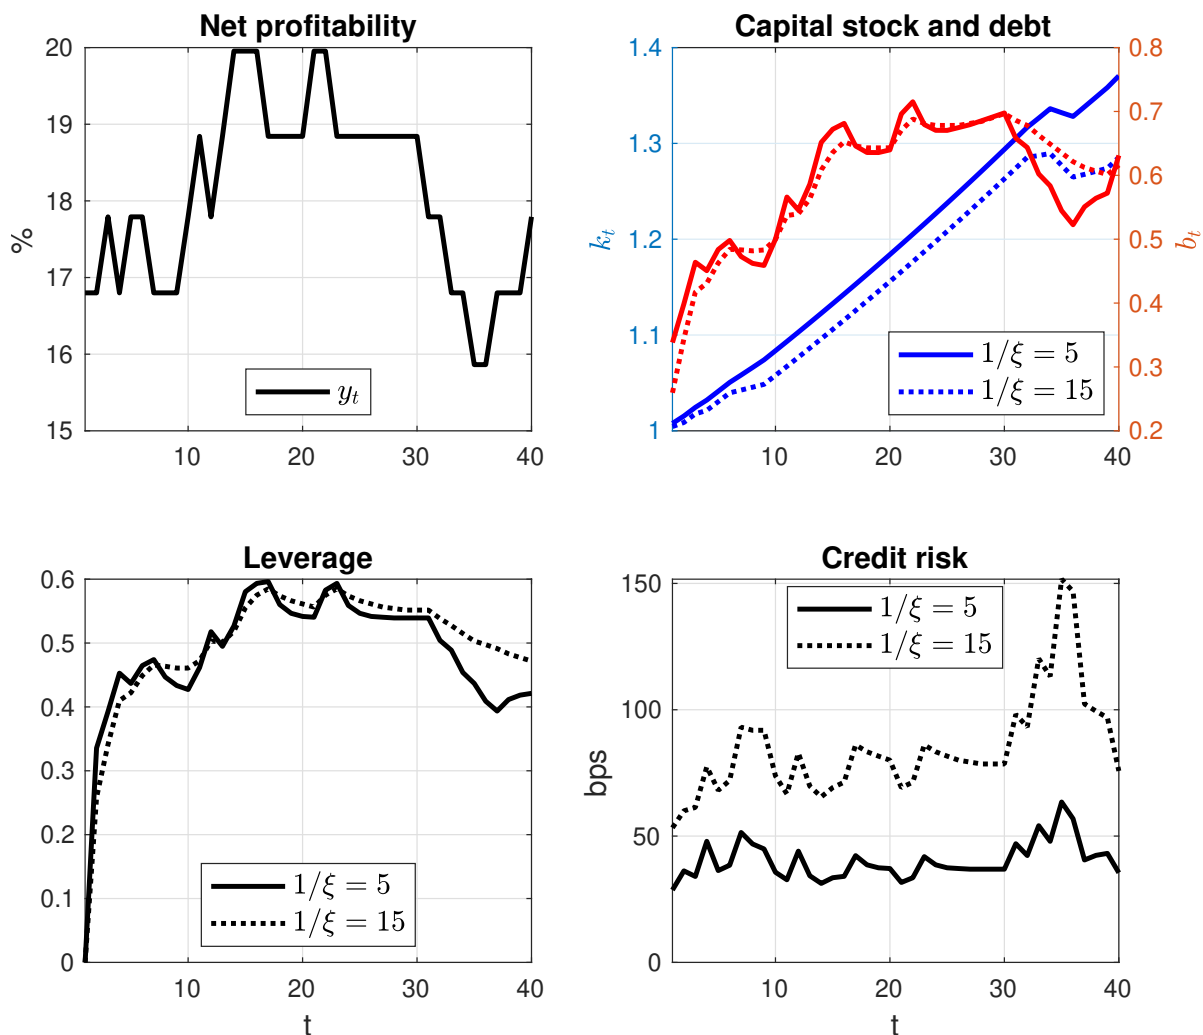 Net profitability
20
19
18
17
16
15
%
10
20
30
40
y_t
Capital stock and debt
1.4
1.3
1.2
1.1
1
k_t
0.8
0.7
0.6
0.5
0.4
0.3
0.2
b_t
10
20
30
40
1/ξ = 5
1/ξ = 15
Leverage
0.6
0.5
0.4
0.3
0.2
0.1
0
10
20
30
40
t
1/ξ = 5
1/ξ = 15
Credit risk
150
100
50
0
bps
10
20
30
40
t
1/ξ = 5
1/ξ = 15